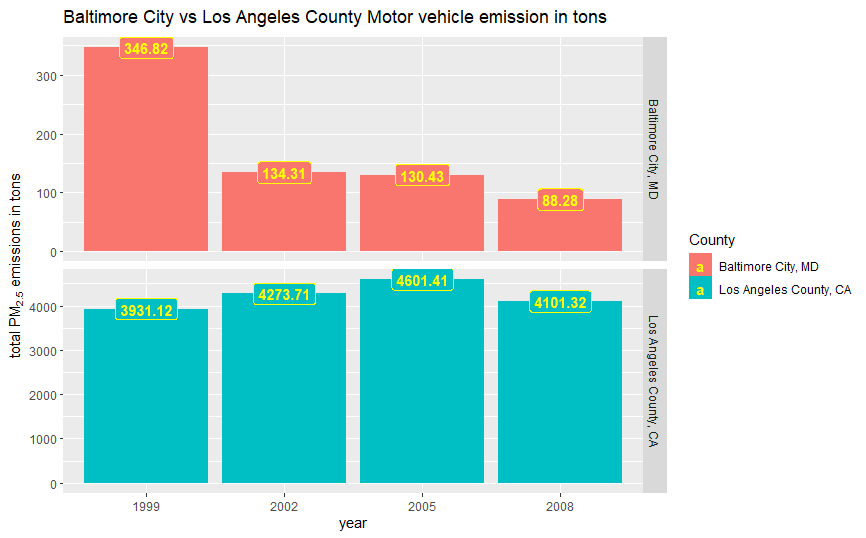 Baltimore City vs Los Angeles County Motor vehicle emission in tons
total PM2.5 emissions in tons
300
200
100
0
346.82
134.31
130.43
88.28
Baltimore City, MD
4000
3000
2000
1000
0
3931.12
4273.71
4601.41
4101.32
Los Angeles County, CA
1999
2002
2005
2008
year
County
a Baltimore City, MD
a Los Angeles County, CA